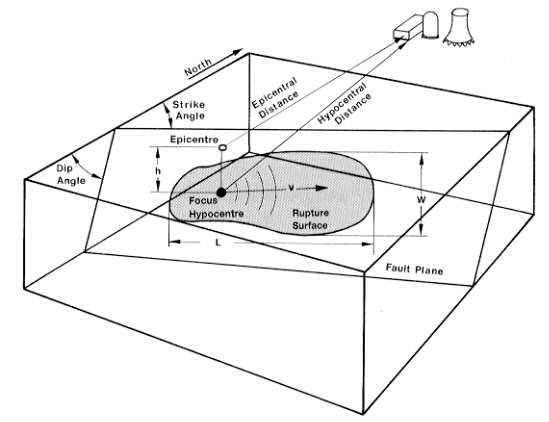 North
Strike
Angle
Epicentral
Distance
Hypocentral
Distance
Epicentre
Dip
Angle
h
Focus
Hypocentre
v
Rupture
Surface
W
L
Fault Plane